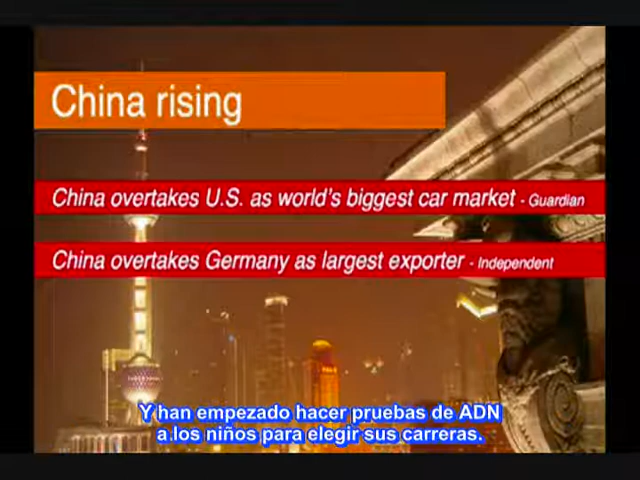 China rising
China overtakes U.S. as world's biggest car market - Guardian
China overtakes Germany as largest exporter - Independent
Y han empezado hacer pruebas de ADN
a los niños para elegir sus carreras.